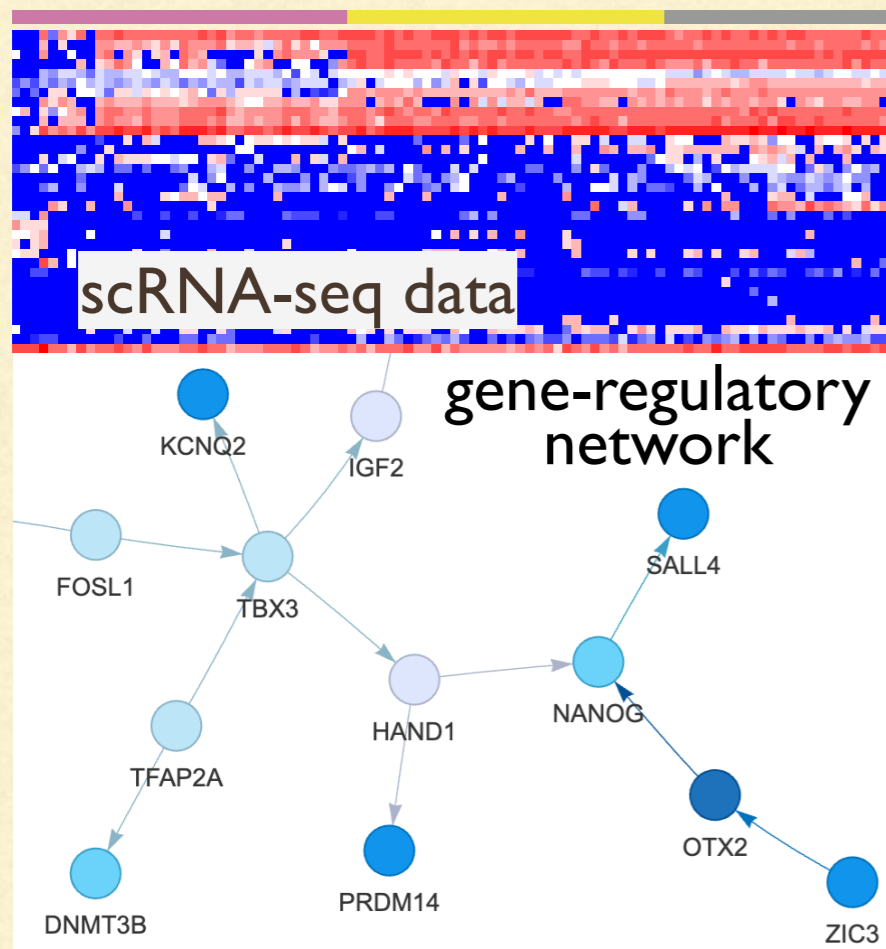 scRNA-seq data
gene-regulatory
network
KCNQ2
IGF2
SALL4
FOSL1
TBX3
NANOG
HAND1
TFAP2A
OTX2
PRDM14
DNMT3B
ZIC3